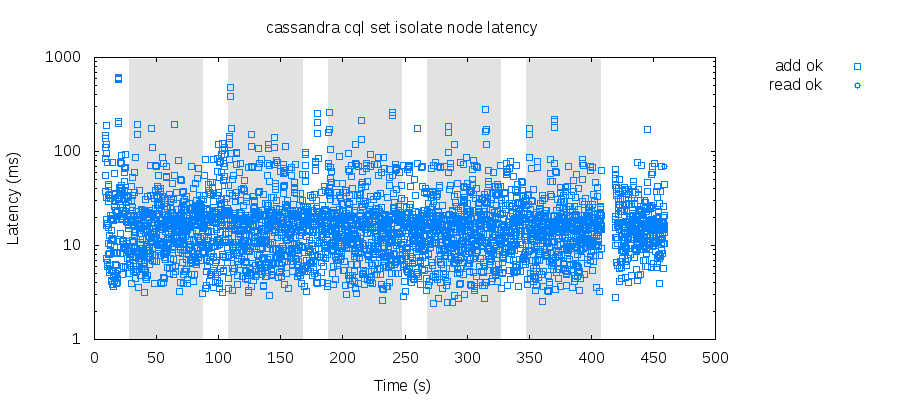 cassandra cql set isolate node latency
add ok
read ok
Latency (ms)
1000
100
10
1
0 50 100 150 200 250 300 350 400 450 500
Time (s)